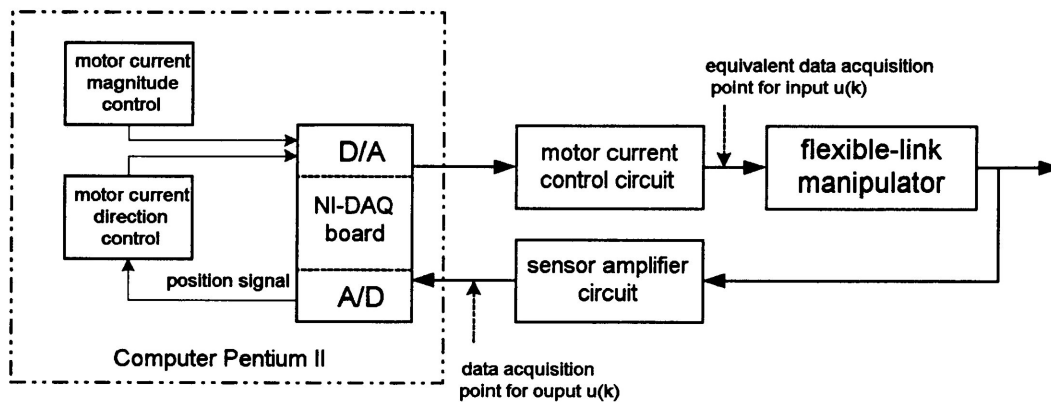 motor current
magnitude
control
motor current
direction
control
position signal
D/A
NI-DAQ
board
A/D
Computer Pentium II
motor current
control circuit
equivalent data acquisition
point for input u(k)
flexible-link
manipulator
sensor amplifier
circuit
data acquisition
point for ouput u(k)